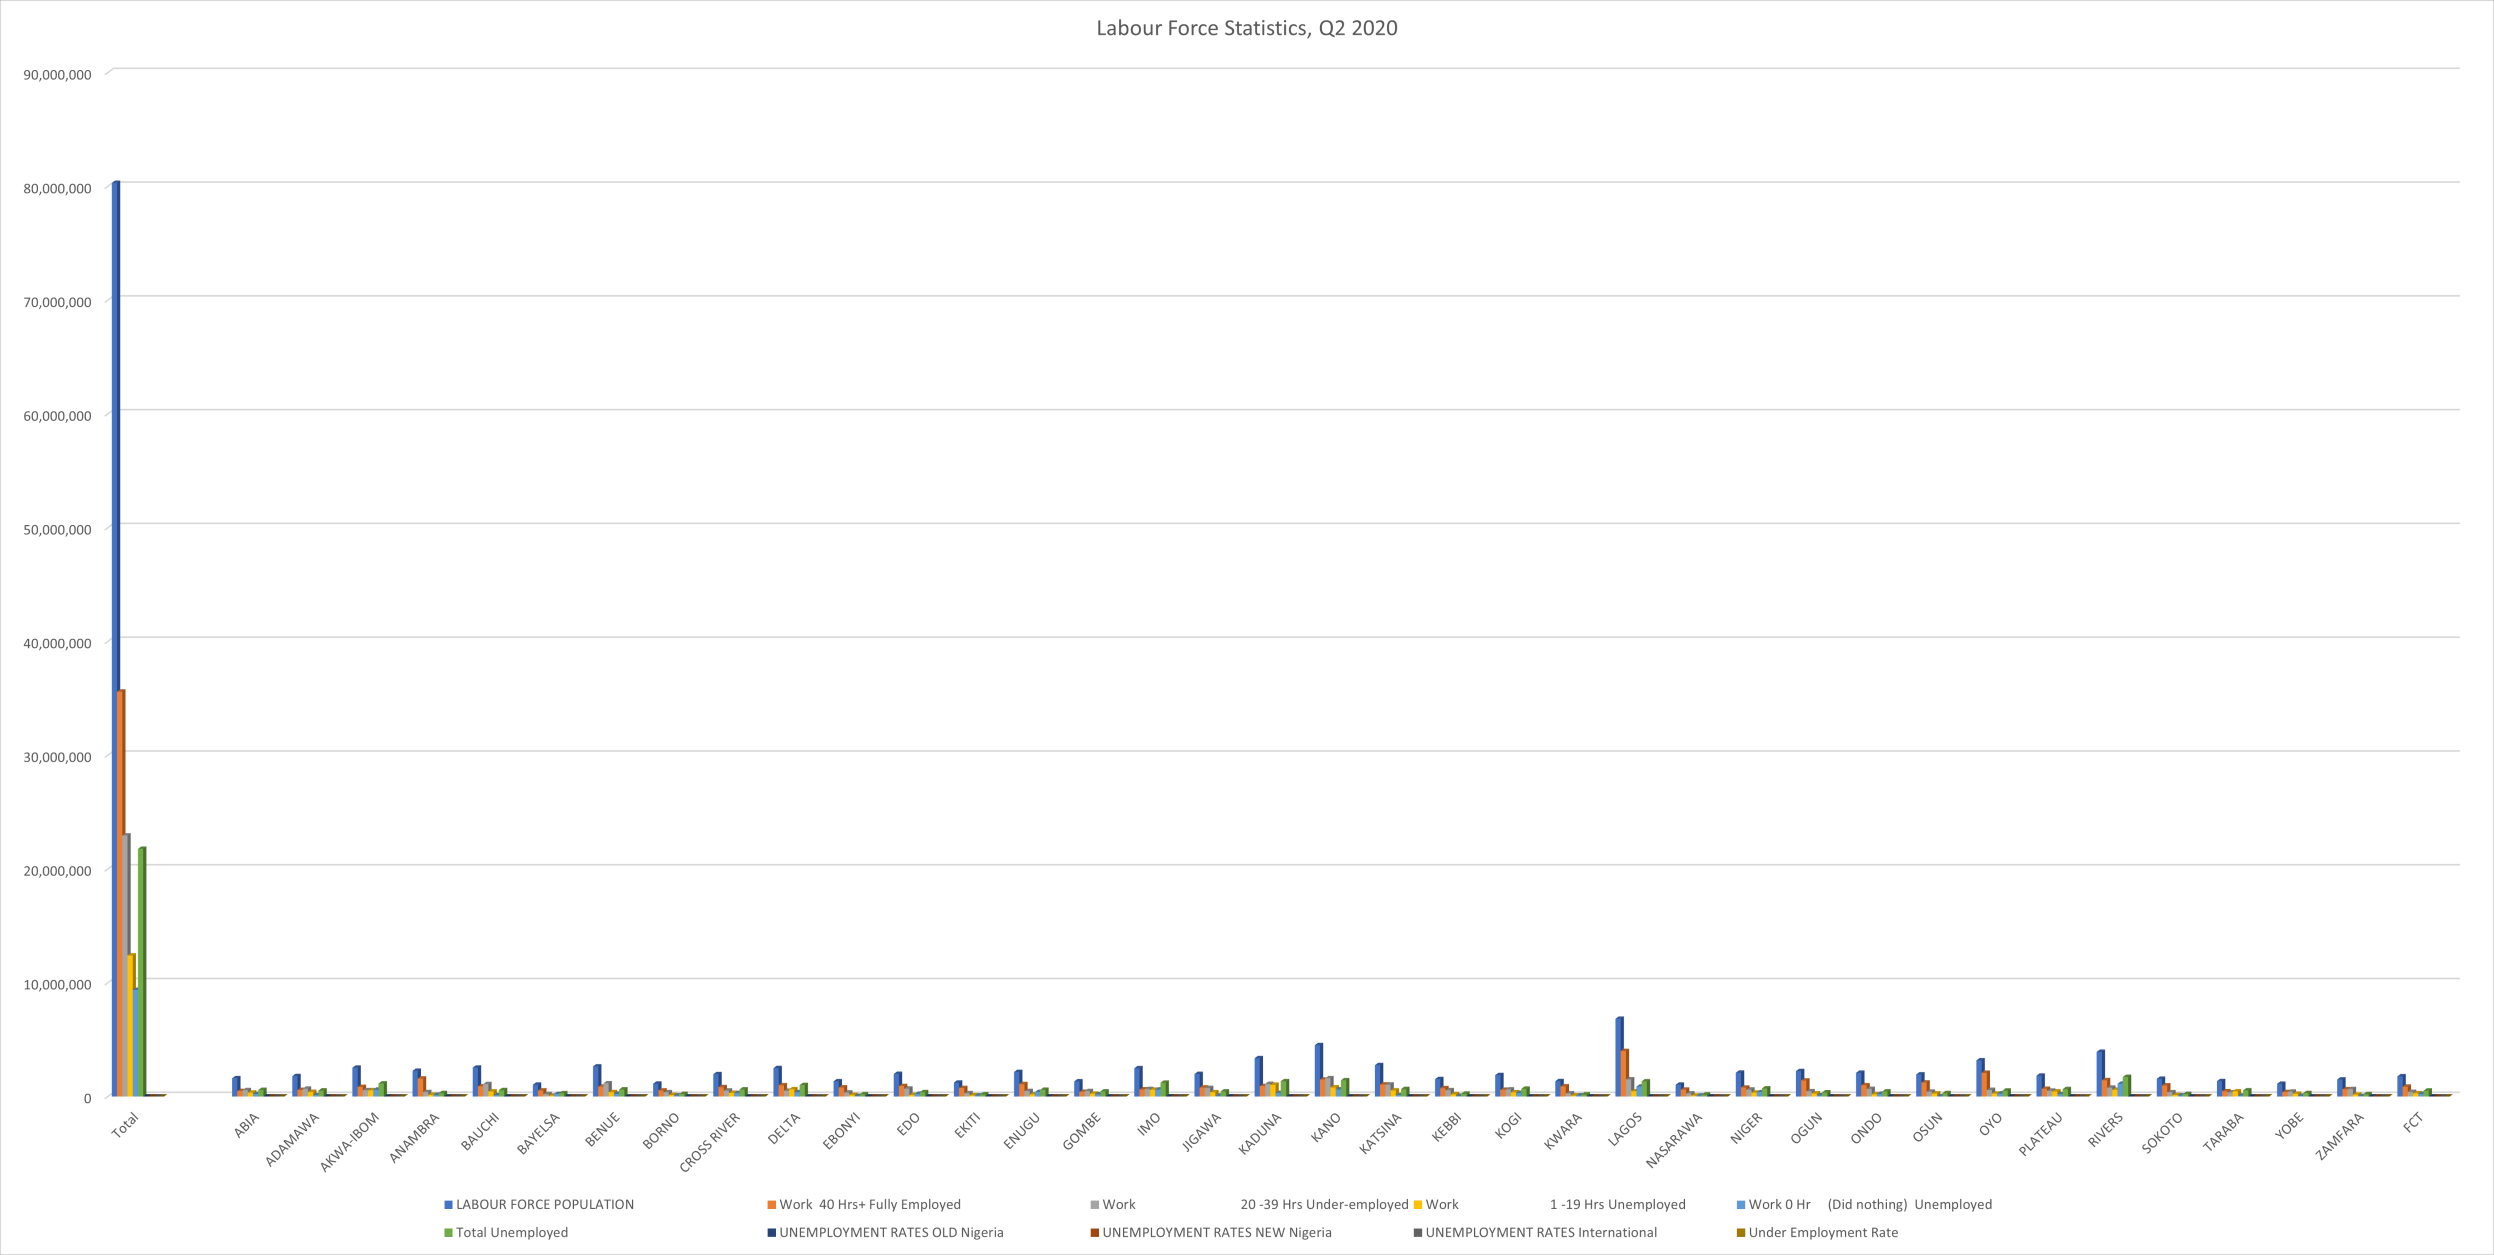 Labour Force Statistics, Q2 2020
90,000,000
80,000,000
70,000,000
60,000,000
50,000,000
40,000,000
30,000,000
20,000,000
10,000,000
0
Total
ABIA
ADAMAWA
AKWA-IBOM
ANAMBRA
BAUCHI
BAYELSA
BENUE
BORNO
CROSS RIVER
DELTA
EBONYI
EDO
EKITI
ENUGU
GOMBE
IMO
JIGAWA
KADUNA
KANO
KATSINA
KEBBI
KOGI
KWARA
LAGOS
NASARAWA
NIGER
OGUN
ONDO
OSUN
OYO
PLATEAU
RIVERS
SOKOTO
TARABA
YOBE
ZAMFARA
FCT
LABOUR FORCE POPULATION
Work 40 Hrs+ Fully Employed
Work 20 -39 Hrs Under-employed
Work 1 -19 Hrs Unemployed
Work 0 Hr (Did nothing) Unemployed
Total Unemployed
UNEMPLOYMENT RATES OLD Nigeria
UNEMPLOYMENT RATES NEW Nigeria
UNEMPLOYMENT RATES International
Under Employment Rate